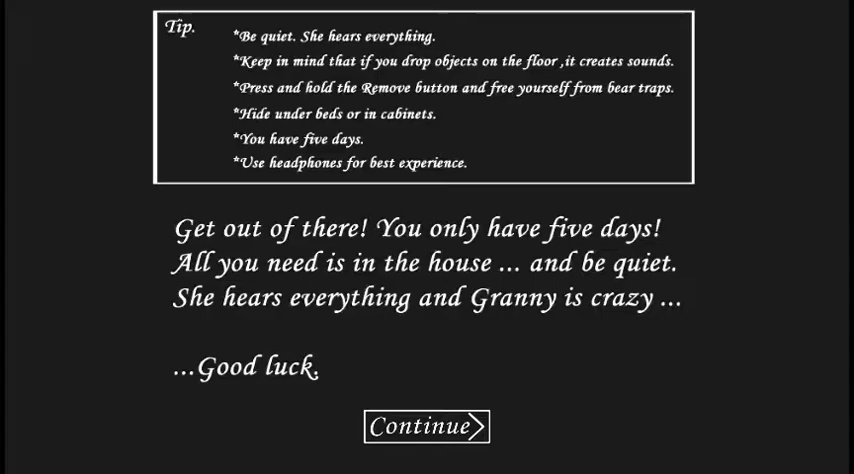 Tip.
*Be quiet. She hears everything.
*Keep in mind that if you drop objects on the floor ,it creates sounds.
*Press and hold the Remove button and free yourself from bear traps.
*Hide under beds or in cabinets.
*You have five days.
*Use headphones for best experience.
Get out of there! You only have five days!
All you need is in the house ... and be quiet.
She hears everything and Granny is crazy ...
...Good luck.
Continue